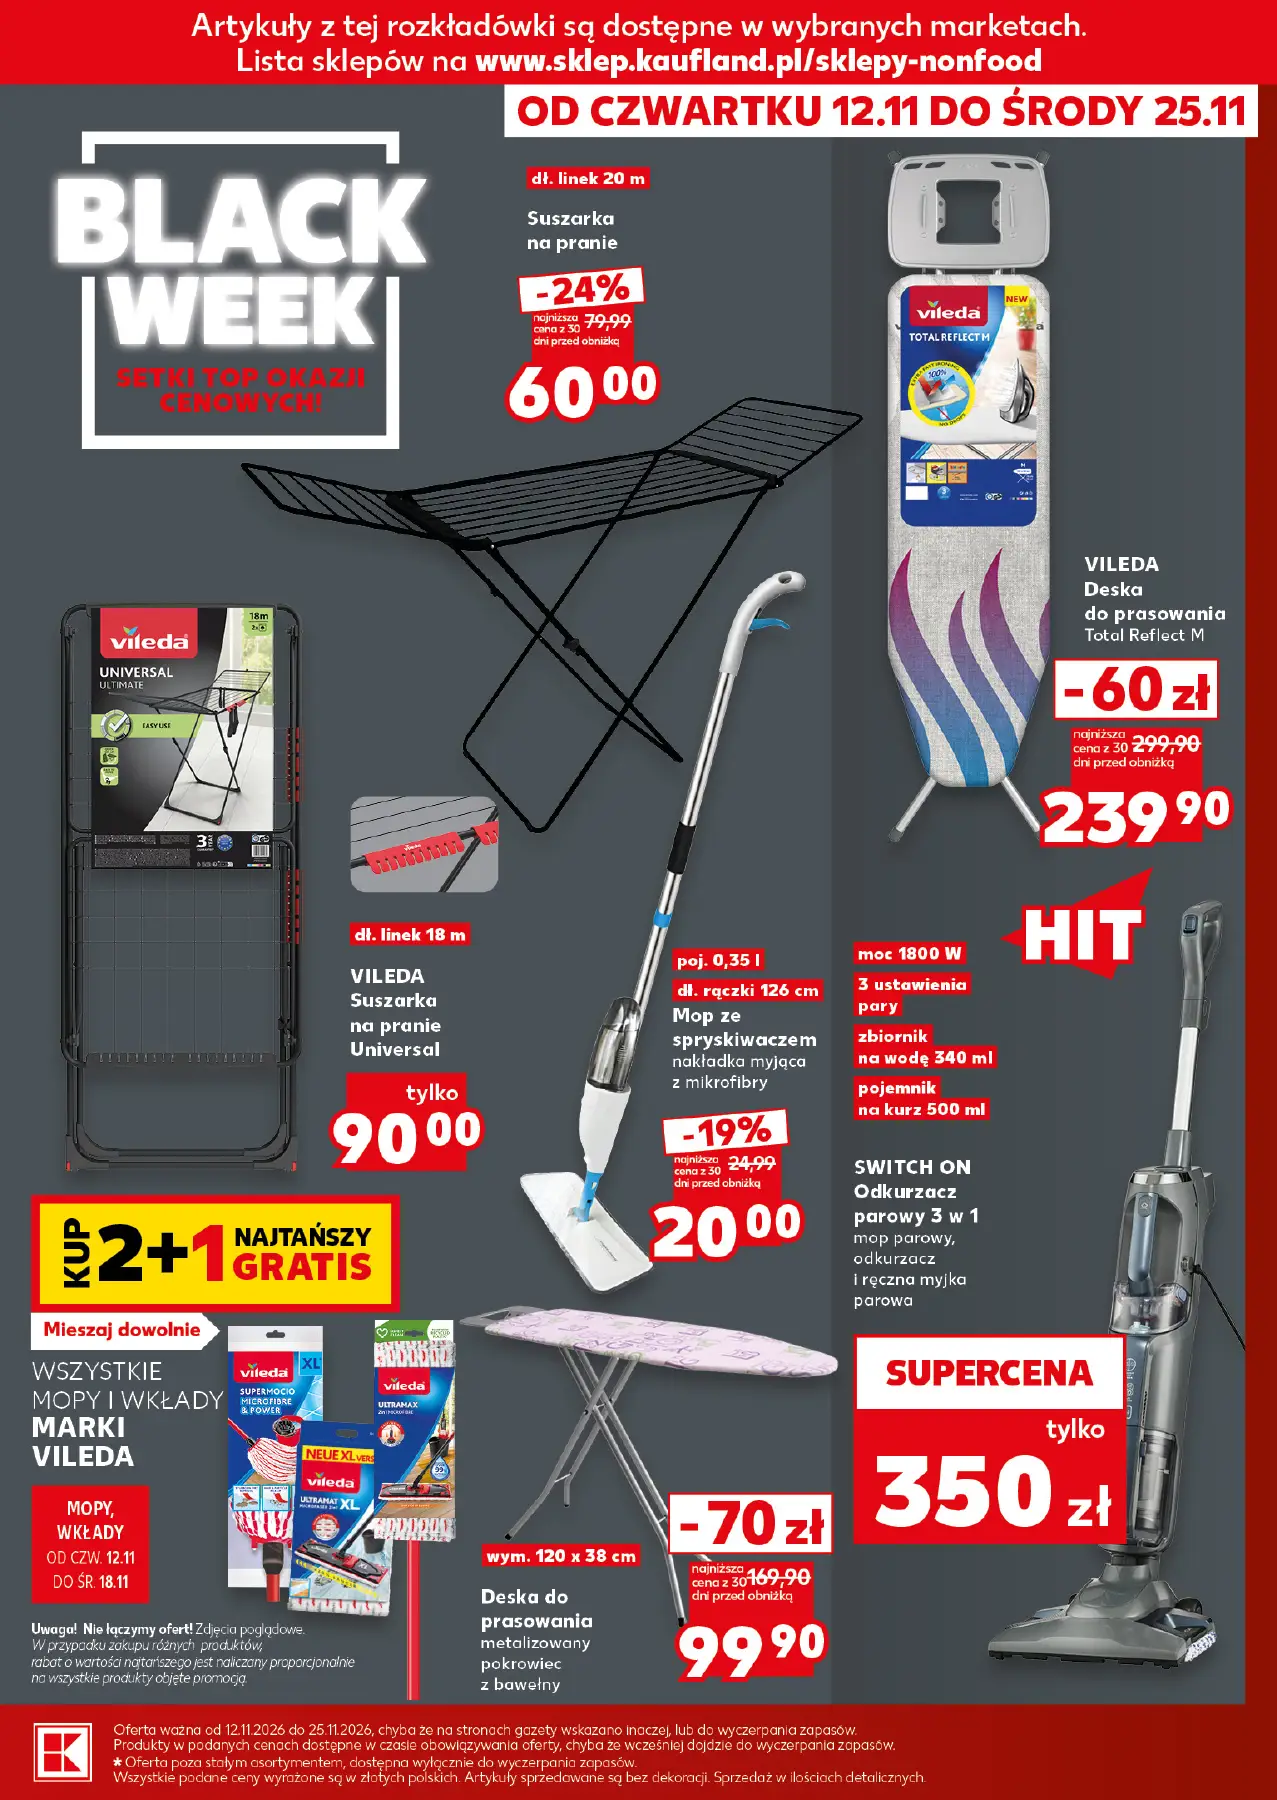 Artykuły z tej rozkładówki są dostępne w wybranych marketach.
Lista sklepów na www.sklep.kaufland.pl/sklepy-nonfood
OD CZWARTKU 12.11 DO ŚRODY 25.11
BLACK
WEEK
SETKI TOP OKAZJI
CENOWYCH!
dł. linek 20 m
Suszarka
na pranie
-24%
najniższa
cena z 30 79,99
dni przed obniżką
60 00
vileda
NEW
TOTAL REFLECT M
100%
VILEDA
Deska
do prasowania
Total Reflect M
-60 zł
najniższa
cena z 30 299,90
dni przed obniżką
239 90
vileda
18m
UNIVERSAL
ULTIMATE
EASY USE
3
vileda
dł. linek 18 m
VILEDA
Suszarka
na pranie
Universal
tylko
90 00
poj. 0,35 l
dł. rączki 126 cm
Mop ze
spryskiwaczem
nakładka myjąca
z mikrofibry
-19%
najniższa
cena z 30 24,99
dni przed obniżką
20 00
HIT
moc 1800 W
3 ustawienia
pary
zbiornik
na wodę 340 ml
pojemnik
na kurz 500 ml
SWITCH ON
Odkurzacz
parowy 3 w 1
mop parowy,
odkurzacz
i ręczna myjka
parowa
SUPERCENA
tylko
350 zł
KUP 2+1 NAJTAŃSZY
GRATIS
Mieszaj dowolnie
WSZYSTKIE
MOPY I WKŁADY
MARKI
VILEDA
MOPY,
WKŁADY
OD CZW. 12.11
DO ŚR. 18.11
vileda
XL
SUPERMOCIO
MICROFIBRE
& POWER
NEUE XL VERS
vileda
ULTRAMAT XL
vileda
ULTRAMAX
Uwaga! Nie łączymy ofert! Zdjęcia poglądowe.
W przypadku zakupu różnych produktów,
rabat o wartości najtańszego jest naliczany proporcjonalnie
na wszystkie produkty objęte promocją.
wym. 120 x 38 cm
Deska do
prasowania
metalizowany
pokrowiec
z bawełny
-70 zł
najniższa
cena z 30 169,90
dni przed obniżką
99 90
Oferta ważna od 12.11.2026 do 25.11.2026, chyba że na stronach gazety wskazano inaczej, lub do wyczerpania zapasów.
Produkty w podanych cenach dostępne w czasie obowiązywania oferty, chyba że wcześniej dojdzie do wyczerpania zapasów.
* Oferta poza stałym asortymentem, dostępna wyłącznie do wyczerpania zapasów.
Wszystkie podane ceny wyrażone są w złotych polskich. Artykuły sprzedawane są bez dekoracji. Sprzedaż w ilościach detalicznych.